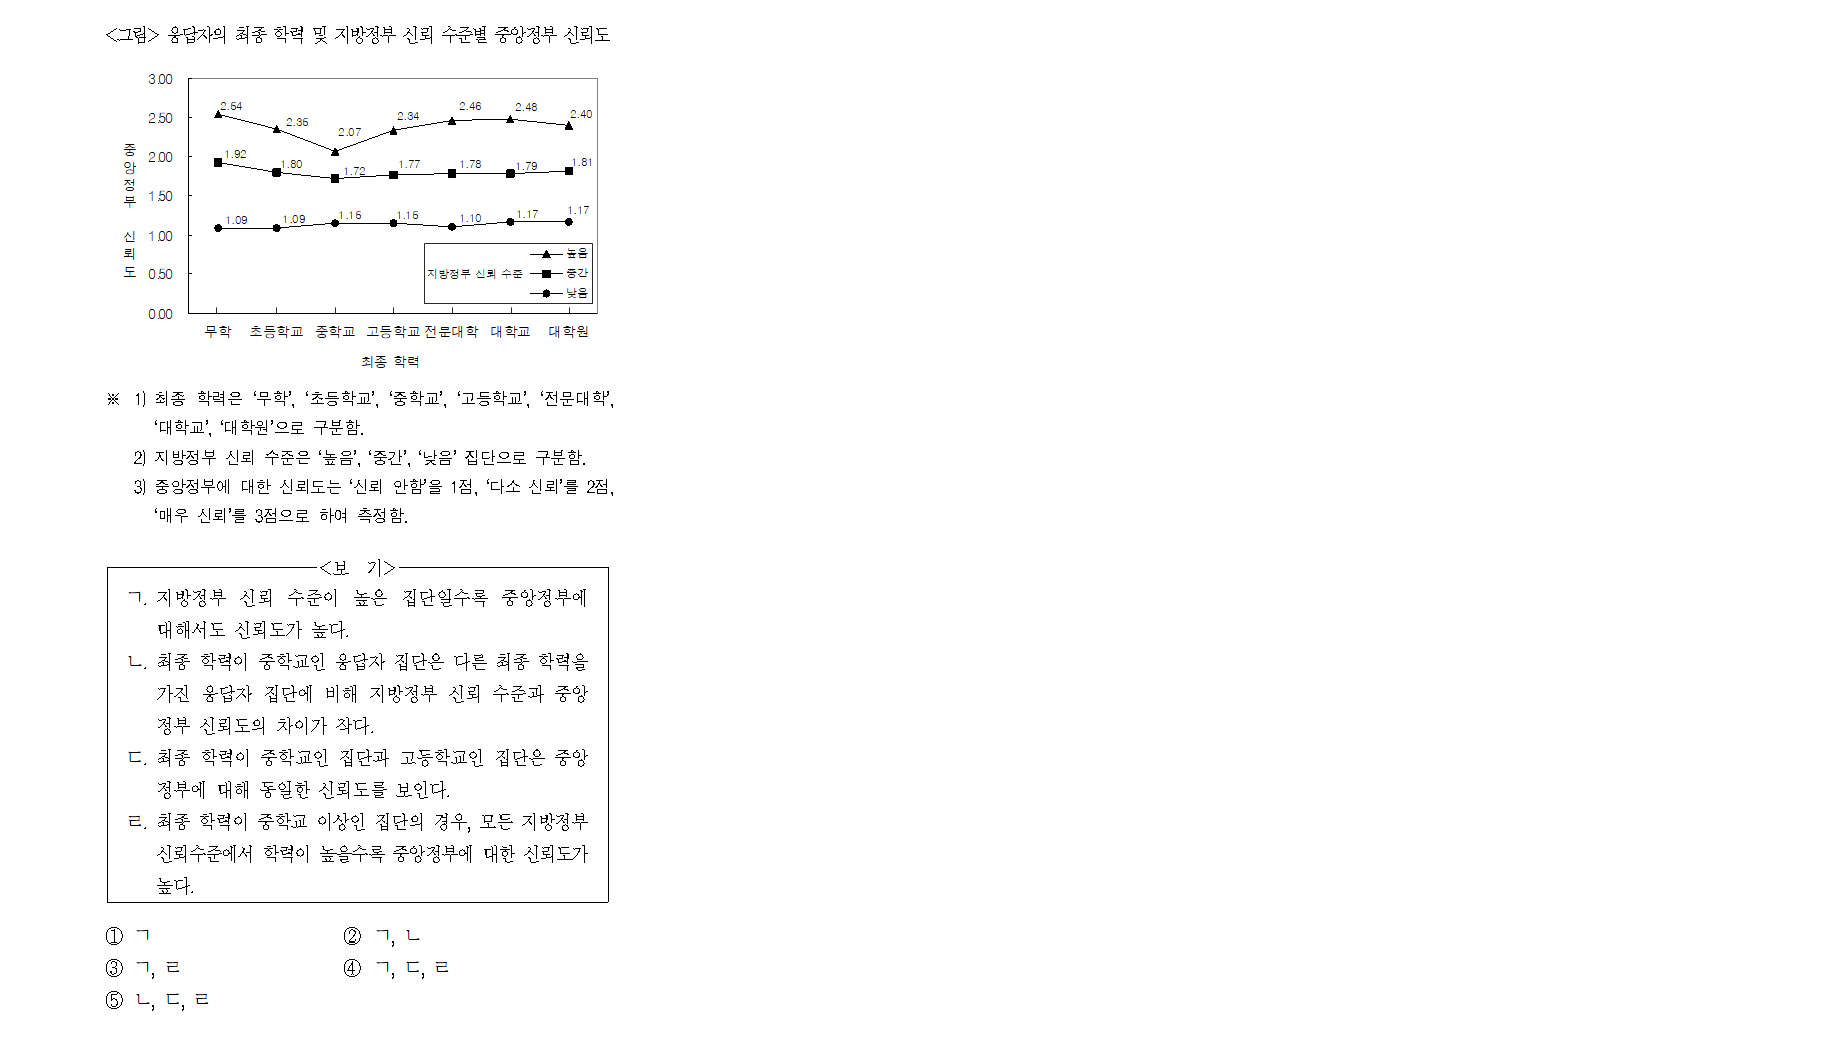 <그림> 응답자의 최종 학력 및 지방정부 신뢰 수준별 중앙정부 신뢰도
3.00
2.50
2.00
1.50
1.00
0.50
0.00
중앙정부 신뢰도
2.54 2.36 2.07 2.34 2.46 2.48 2.40
1.92 1.80 1.72 1.77 1.78 1.79 1.81
1.09 1.09 1.15 1.15 1.10 1.17 1.17
지방정부 신뢰 수준
높음
중간
낮음
무학 초등학교 중학교 고등학교 전문대학 대학교 대학원
최종 학력
※ 1) 최종 학력은 ‘무학’, ‘초등학교’, ‘중학교’, ‘고등학교’, ‘전문대학’,
‘대학교’, ‘대학원’으로 구분함.
2) 지방정부 신뢰 수준은 ‘높음’, ‘중간’, ‘낮음’ 집단으로 구분함.
3) 중앙정부에 대한 신뢰도는 ‘신뢰 안함’을 1점, ‘다소 신뢰’를 2점,
‘매우 신뢰’를 3점으로 하여 측정함.
<보 기>
ㄱ. 지방정부 신뢰 수준이 높은 집단일수록 중앙정부에
대해서도 신뢰도가 높다.
ㄴ. 최종 학력이 중학교인 응답자 집단은 다른 최종 학력을
가진 응답자 집단에 비해 지방정부 신뢰 수준과 중앙
정부 신뢰도의 차이가 작다.
ㄷ. 최종 학력이 중학교인 집단과 고등학교인 집단은 중앙
정부에 대해 동일한 신뢰도를 보인다.
ㄹ. 최종 학력이 중학교 이상인 집단의 경우, 모든 지방정부
신뢰수준에서 학력이 높을수록 중앙정부에 대한 신뢰도가
높다.
① ㄱ ② ㄱ, ㄴ
③ ㄱ, ㄹ ④ ㄱ, ㄷ, ㄹ
⑤ ㄴ, ㄷ, ㄹ